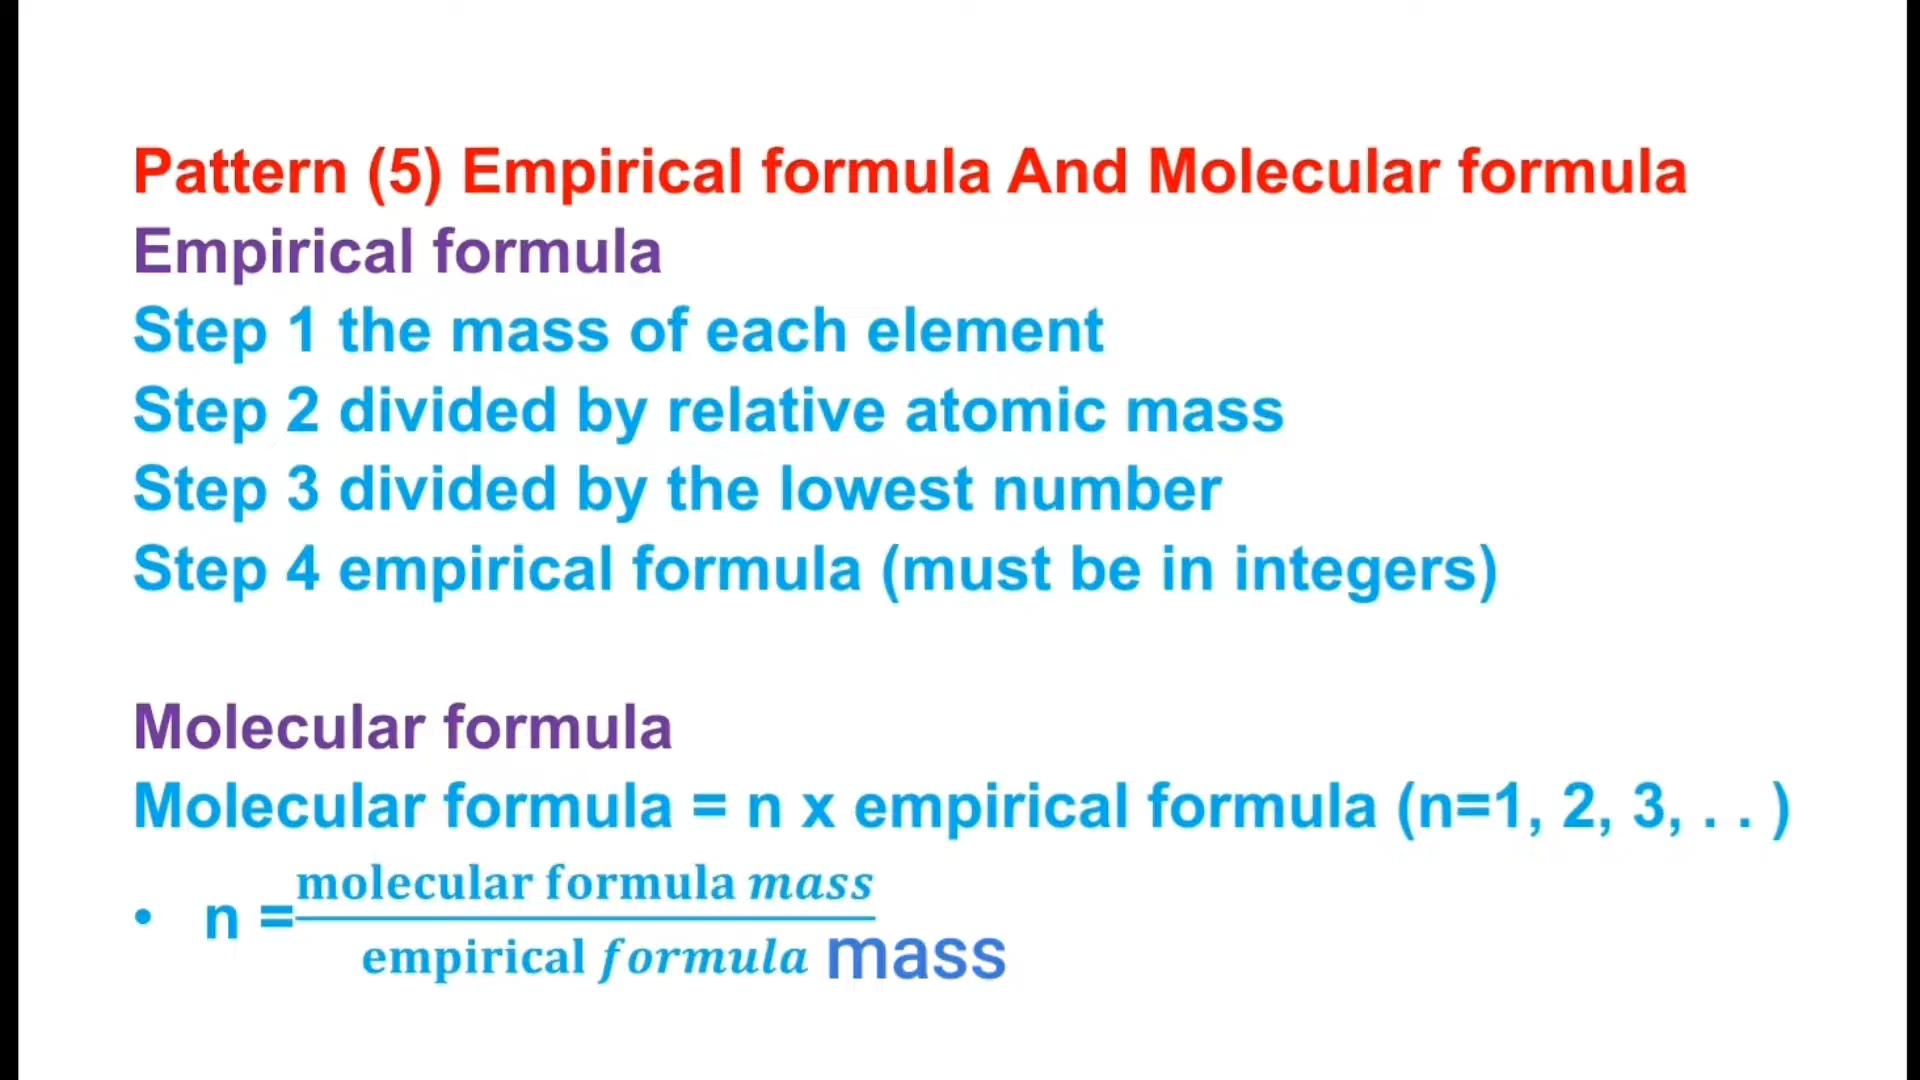 Pattern (5) Empirical formula And Molecular formula
Empirical formula
Step 1 the mass of each element
Step 2 divided by relative atomic mass
Step 3 divided by the lowest number
Step 4 empirical formula (must be in integers)
Molecular formula
Molecular formula = n x empirical formula (n=1, 2, 3, . . )
• n = molecular formula mass
empirical formula mass